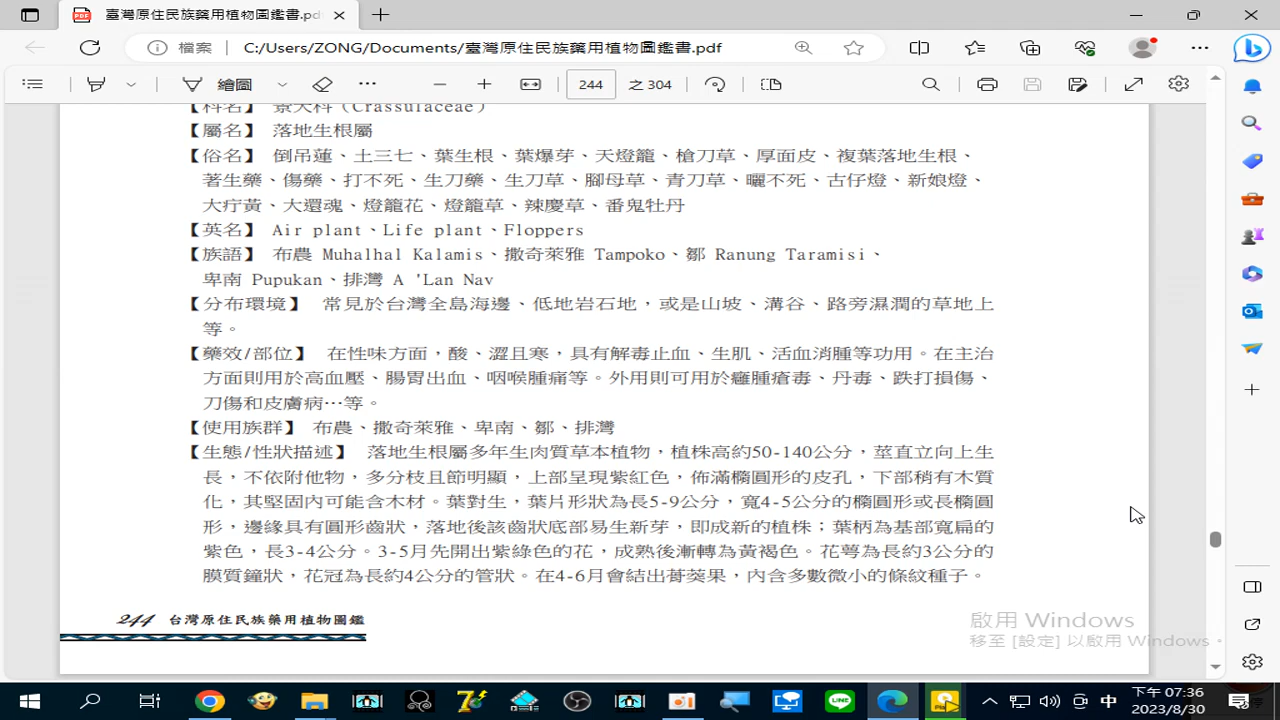 臺灣原住民族藥用植物圖鑑書.pdf
檔案 C:/Users/ZONG/Documents/臺灣原住民族藥用植物圖鑑書.pdf
繪圖 244 之 304
【科名】 景天科（Crassulaceae）
【屬名】 落地生根屬
【俗名】 倒吊蓮、土三七、葉生根、葉爆芽、天燈籠、槍刀草、厚面皮、複葉落地生根、
著生藥、傷藥、打不死、生刀藥、生刀草、腳母草、青刀草、曬不死、古仔燈、新娘燈、
大疔黃、大還魂、燈籠花、燈籠草、辣慶草、番鬼牡丹
【英名】 Air plant、Life plant、Floppers
【族語】 布農 Muhalhal Kalamis、撒奇萊雅 Tampoko、鄒 Ranung Taramisi、
卑南 Pupukan、排灣 A 'Lan Nav
【分布環境】 常見於台灣全島海邊、低地岩石地，或是山坡、溝谷、路旁濕潤的草地上
等。
【藥效/部位】 在性味方面，酸、澀且寒，具有解毒止血、生肌、活血消腫等功用。在主治
方面則用於高血壓、腸胃出血、咽喉腫痛等。外用則可用於癰腫瘡毒、丹毒、跌打損傷、
刀傷和皮膚病…等。
【使用族群】 布農、撒奇萊雅、卑南、鄒、排灣
【生態/性狀描述】 落地生根屬多年生肉質草本植物，植株高約50-140公分，莖直立向上生
長，不依附他物，多分枝且節明顯，上部呈現紫紅色，佈滿橢圓形的皮孔，下部稍有木質
化，其堅固內可能含木材。葉對生，葉片形狀為長5-9公分，寬4-5公分的橢圓形或長橢圓
形，邊緣具有圓形齒狀，落地後該齒狀底部易生新芽，即成新的植株；葉柄為基部寬扁的
紫色，長3-4公分。3-5月先開出紫綠色的花，成熟後漸轉為黃褐色。花萼為長約3公分的
膜質鐘狀，花冠為長約4公分的管狀。在4-6月會結出蓇葖果，內含多數微小的條紋種子。
244 台灣原住民族藥用植物圖鑑
啟用 Windows
移至 [設定] 以啟用 Windows。
中
下午 07:36
2023/8/30